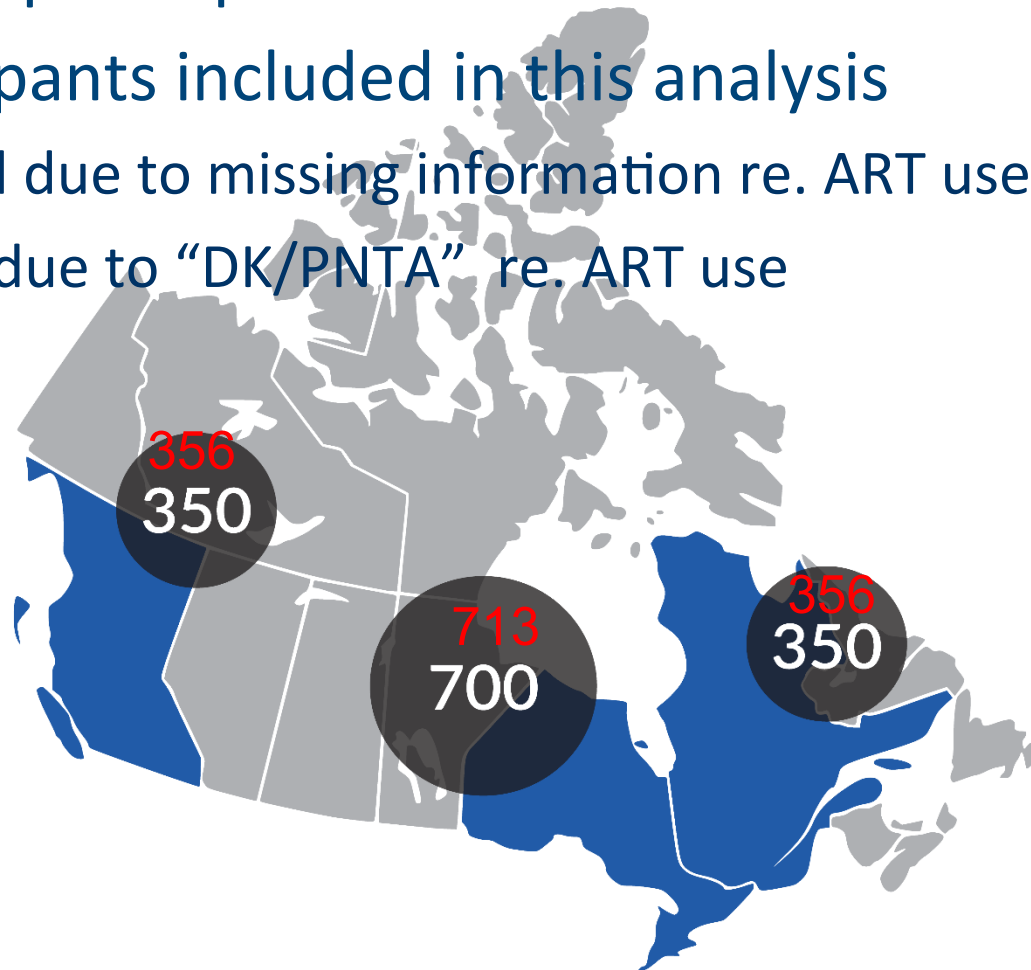 pants included in this analysis
due to missing information re. ART use
due to “DK/PNTA” re. ART use
356
350
713
700
356
350